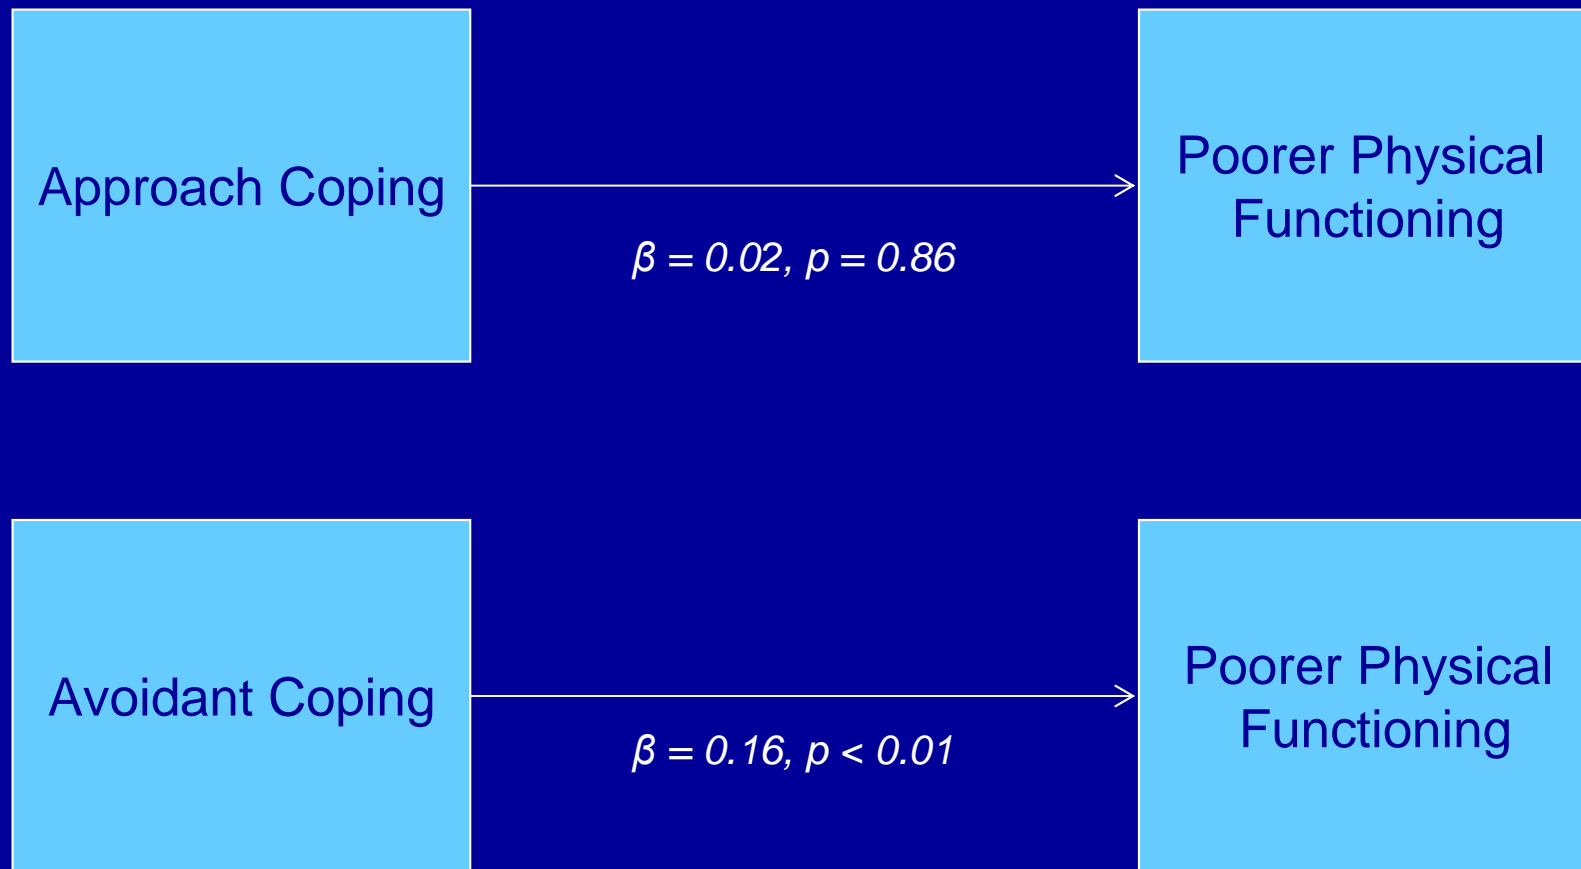 Approach Coping
Poorer Physical
Functioning
β = 0.02, p = 0.86
Avoidant Coping
Poorer Physical
Functioning
β = 0.16, p < 0.01